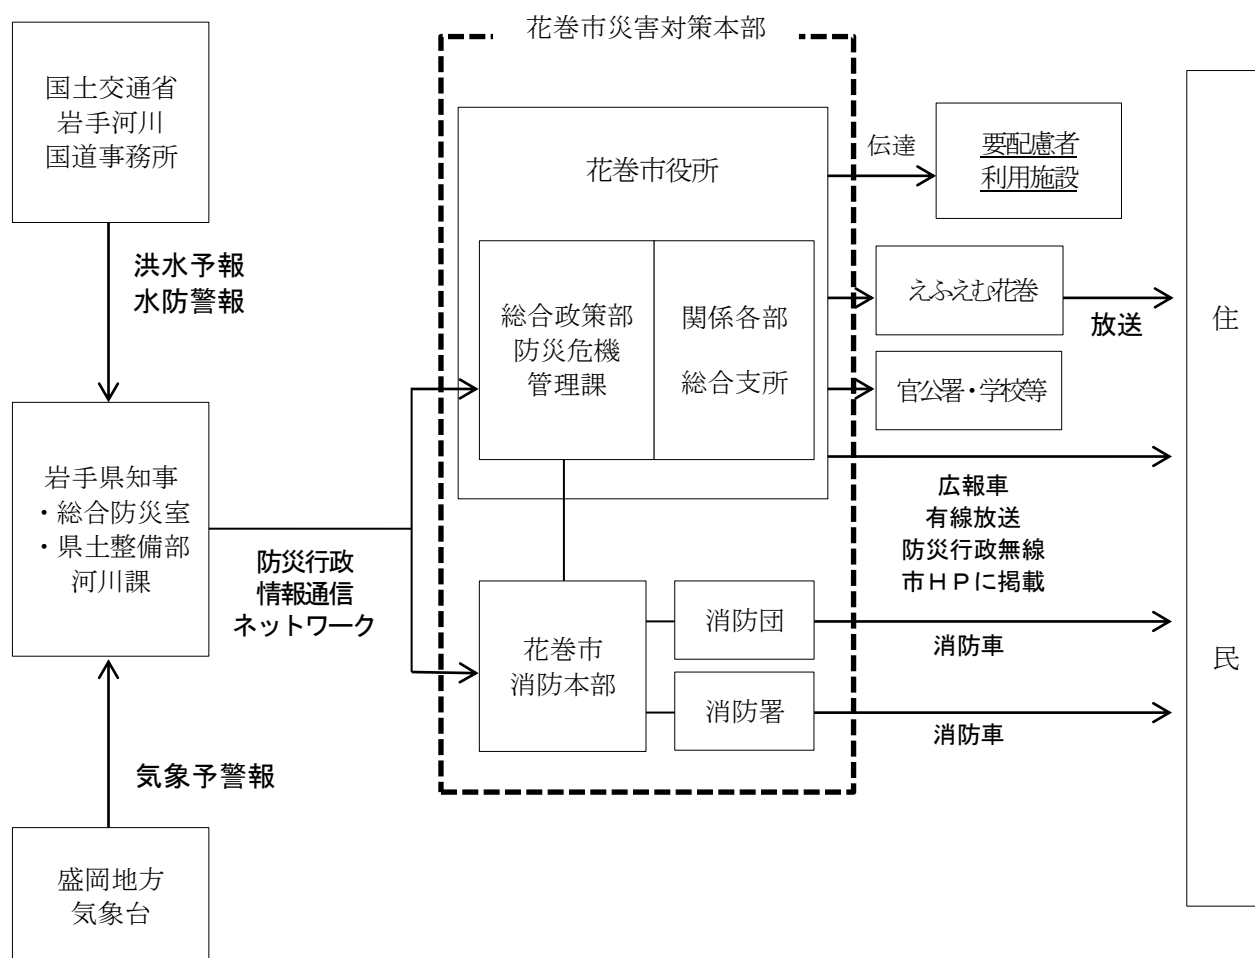 花巻市災害対策本部
国土交通省
岩手河川
国道事務所
洪水予報
水防警報
岩手県知事
・総合防災室
・県土整備部
河川課
気象予警報
盛岡地方
気象台
防災行政
情報通信
ネットワーク
花巻市役所
総合政策部
防災危機
管理課
関係各部
総合支所
花巻市
消防本部
消防団
消防署
伝達
要配慮者
利用施設
えふえむ花巻
放送
官公署・学校等
広報車
有線放送
防災行政無線
市HPに掲載
消防車
消防車
住
民